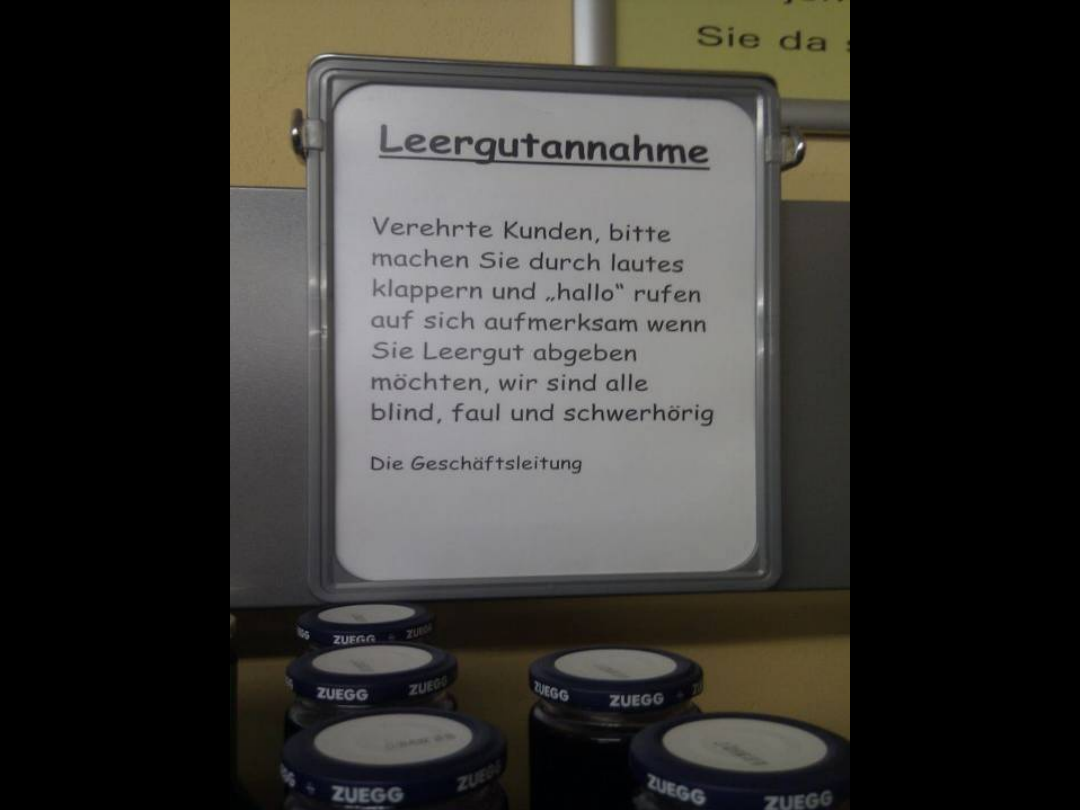 Sie da
Leergutannahme
Verehrte Kunden, bitte
machen Sie durch lautes
klappern und „hallo“ rufen
auf sich aufmerksam wenn
Sie Leergut abgeben
möchten, wir sind alle
blind, faul und schwerhörig
Die Geschäftsleitung
ZUEGG
ZUEGG ZUEGG
ZUEGG ZUEGG
ZUEGG ZUEGG
ZUEGG ZUEGG